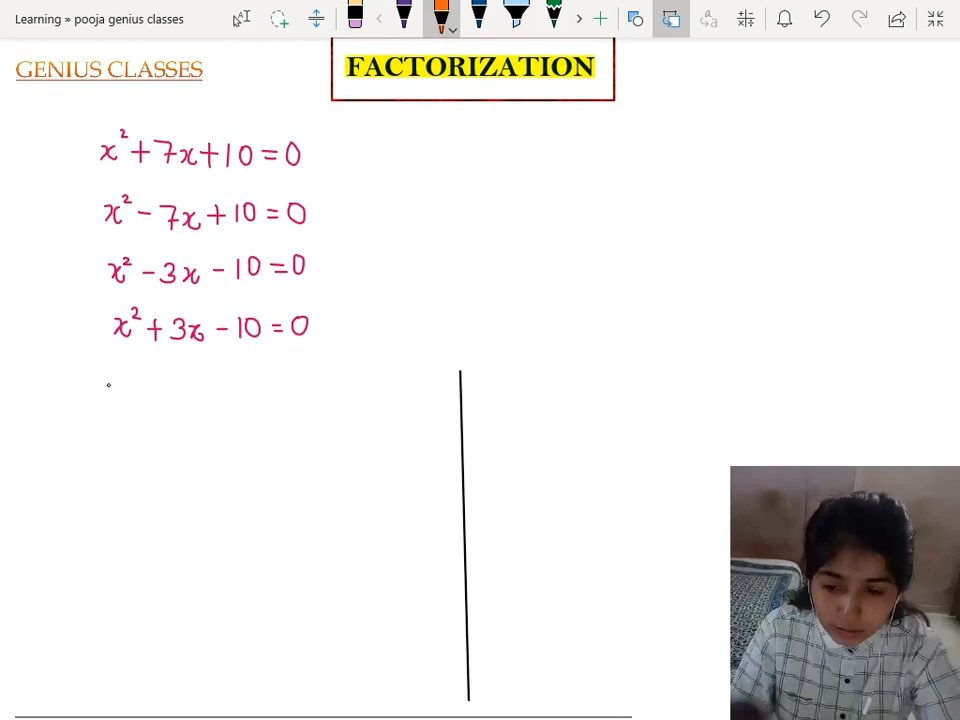 Learning » pooja genius classes
GENIUS CLASSES
FACTORIZATION
x² + 7x + 10 = 0
x² - 7x + 10 = 0
x² - 3x - 10 = 0
x² + 3x - 10 = 0